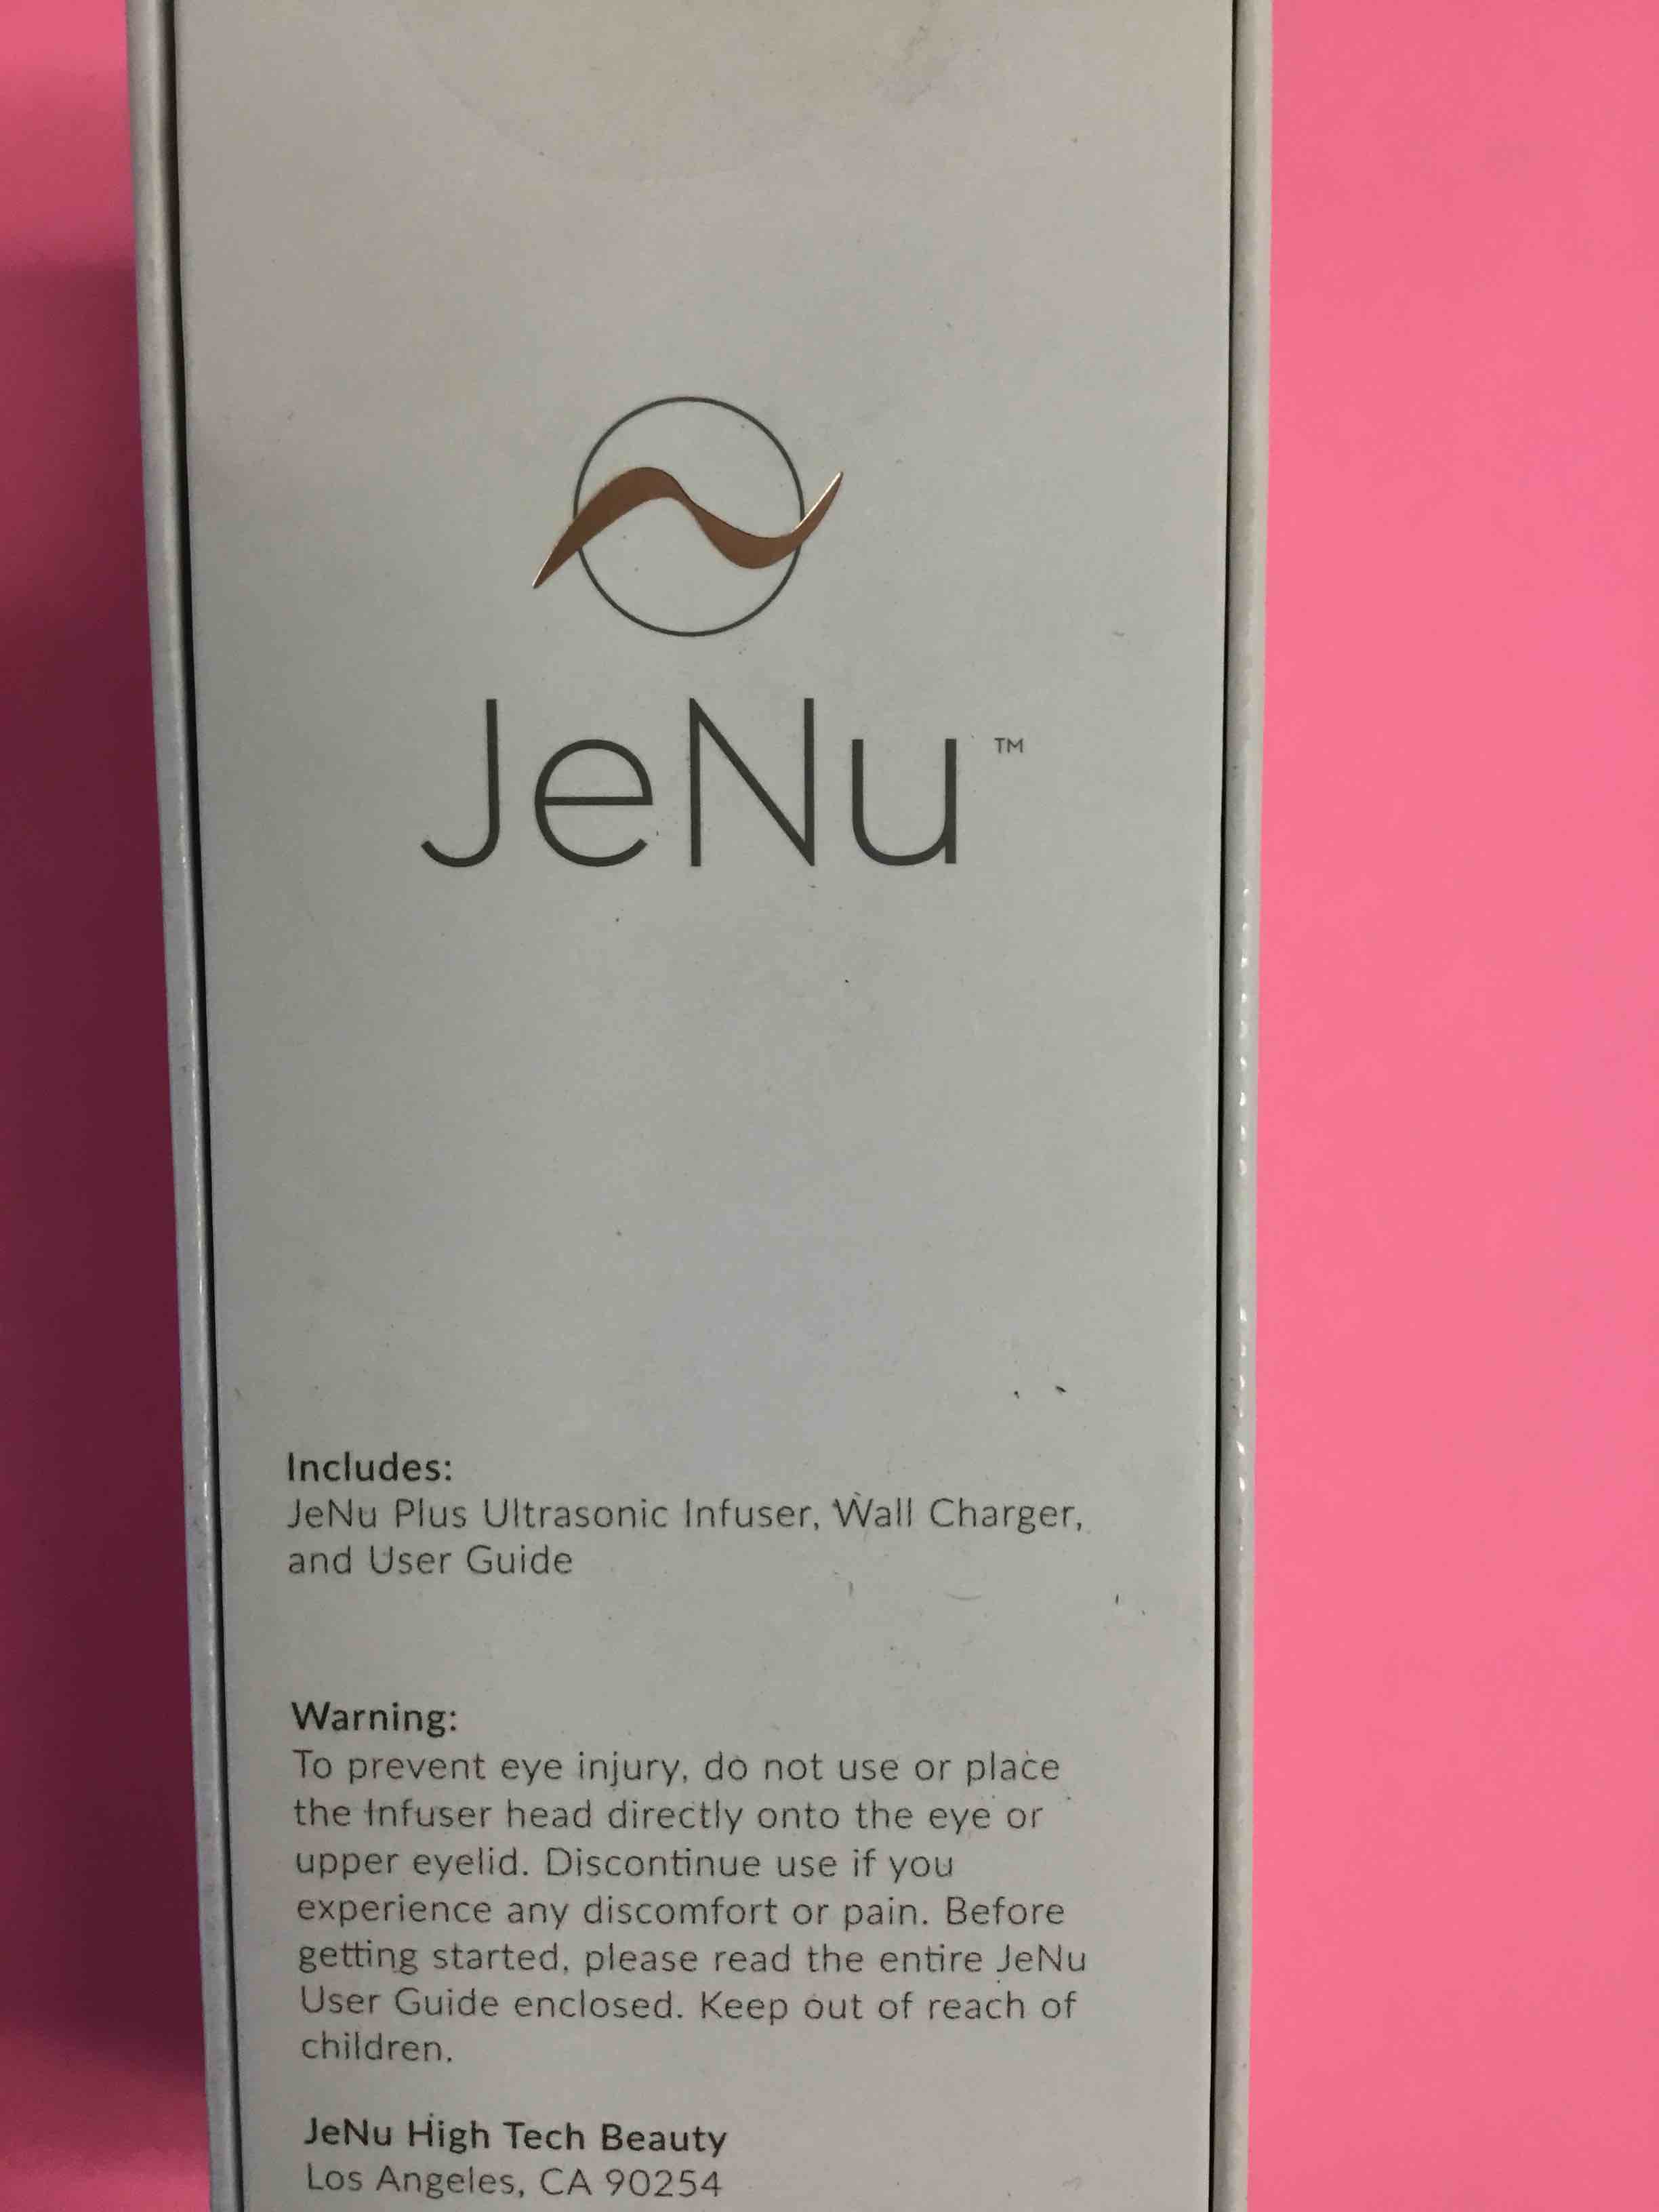 JeNu™
Includes:
JeNu Plus Ultrasonic Infuser, Wall Charger,
and User Guide
Warning:
To prevent eye injury, do not use or place
the Infuser head directly onto the eye or
upper eyelid. Discontinue use if you
experience any discomfort or pain. Before
getting started, please read the entire JeNu
User Guide enclosed. Keep out of reach of
children.
JeNu High Tech Beauty
Los Angeles, CA 90254